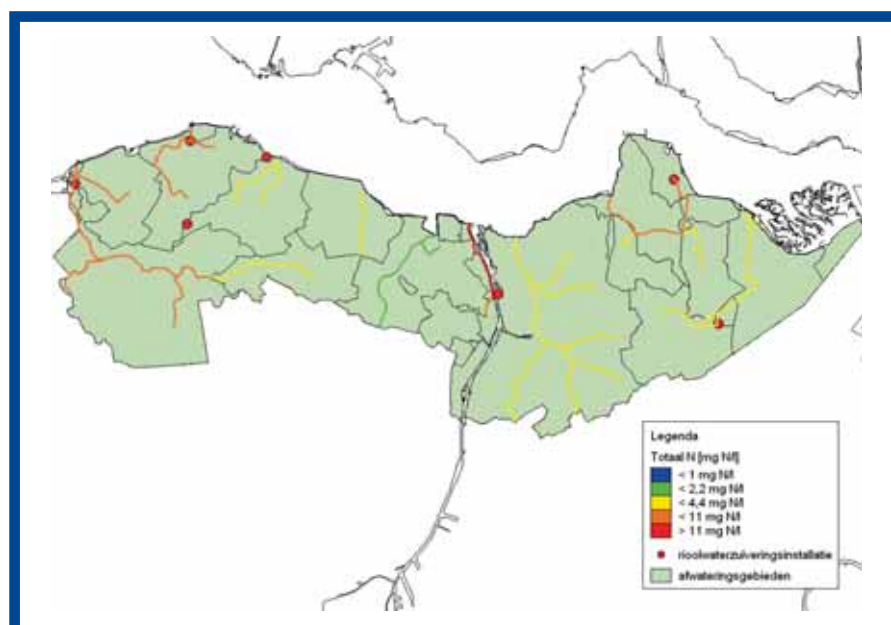 Legenda
Totaal N [mg N/l]
< 1 mg N/l
< 2,2 mg N/l
< 4,4 mg N/l
< 11 mg N/l
> 11 mg N/l
rioolwaterzuiveringsinstallatie
afwateringsgebieden